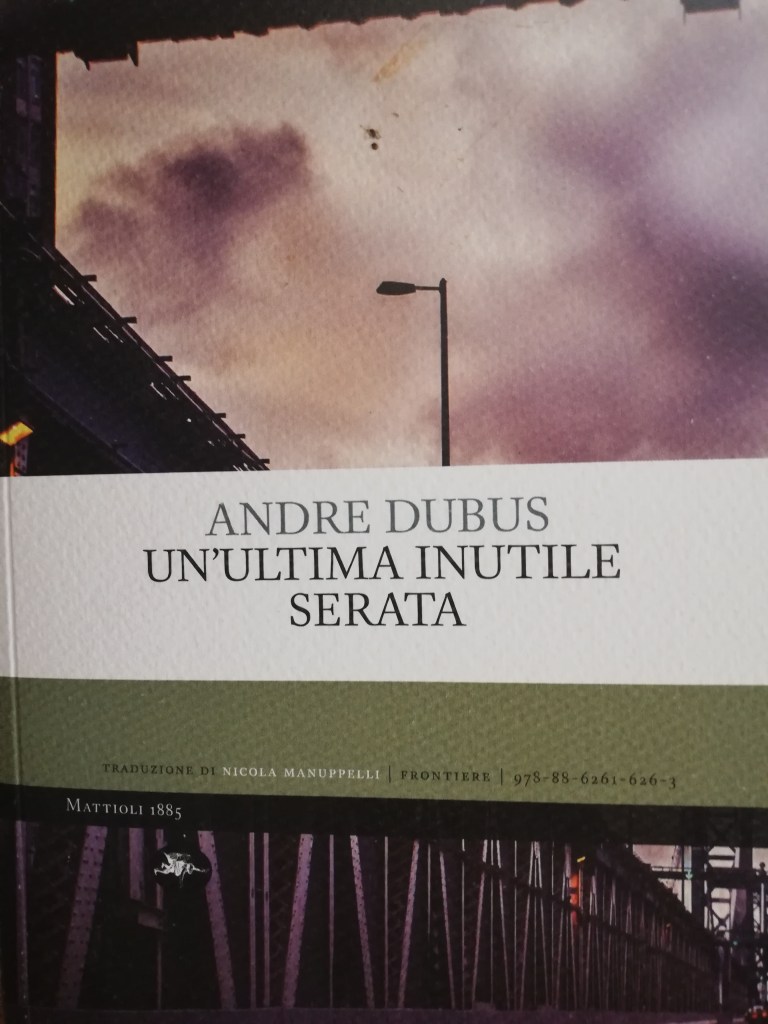 ANDRE DUBUS
UN'ULTIMA INUTILE
SERATA
TRADUZIONE DI NICOLA MANUPPELLI | FRONTIERE | 978-88-6261-626-3
MATTIOLI 1885